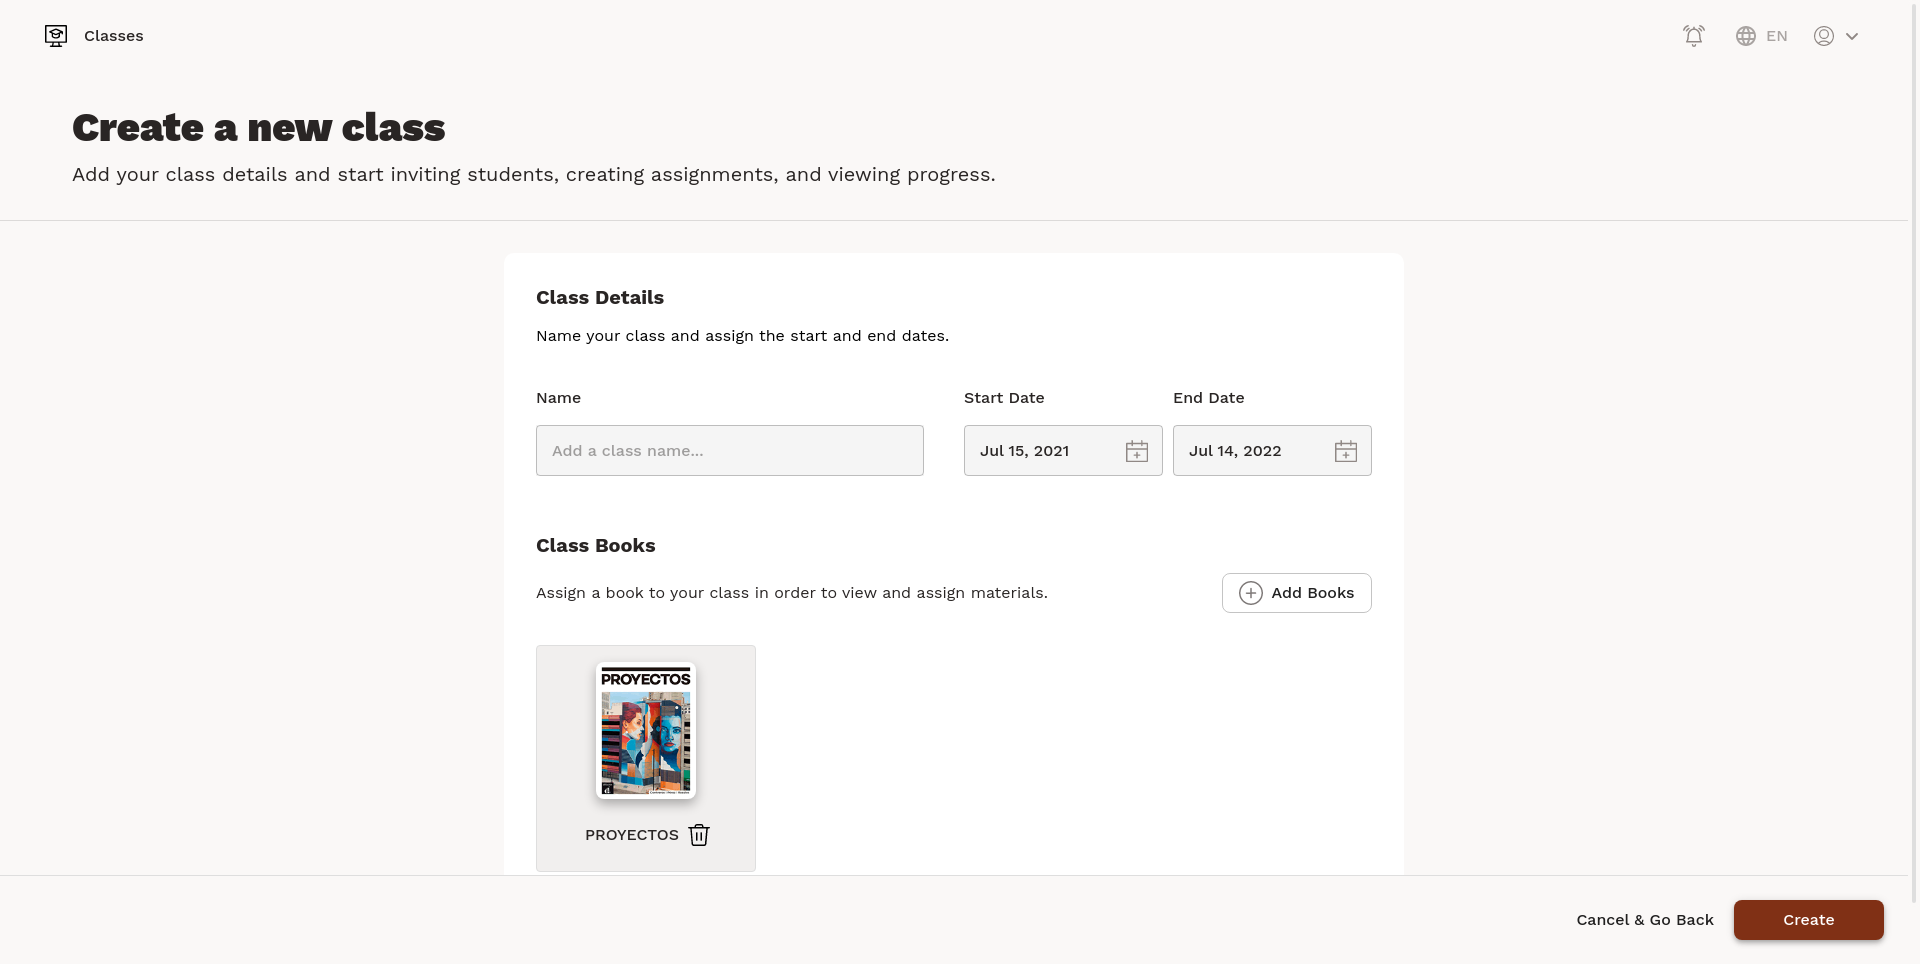 Classes
EN
Create a new class
Add your class details and start inviting students, creating assignments, and viewing progress.
Class Details
Name your class and assign the start and end dates.
Name
Start Date
End Date
Add a class name...
Jul 15, 2021
Jul 14, 2022
Class Books
Assign a book to your class in order to view and assign materials.
Add Books
PROYECTOS
PROYECTOS
Cancel & Go Back
Create